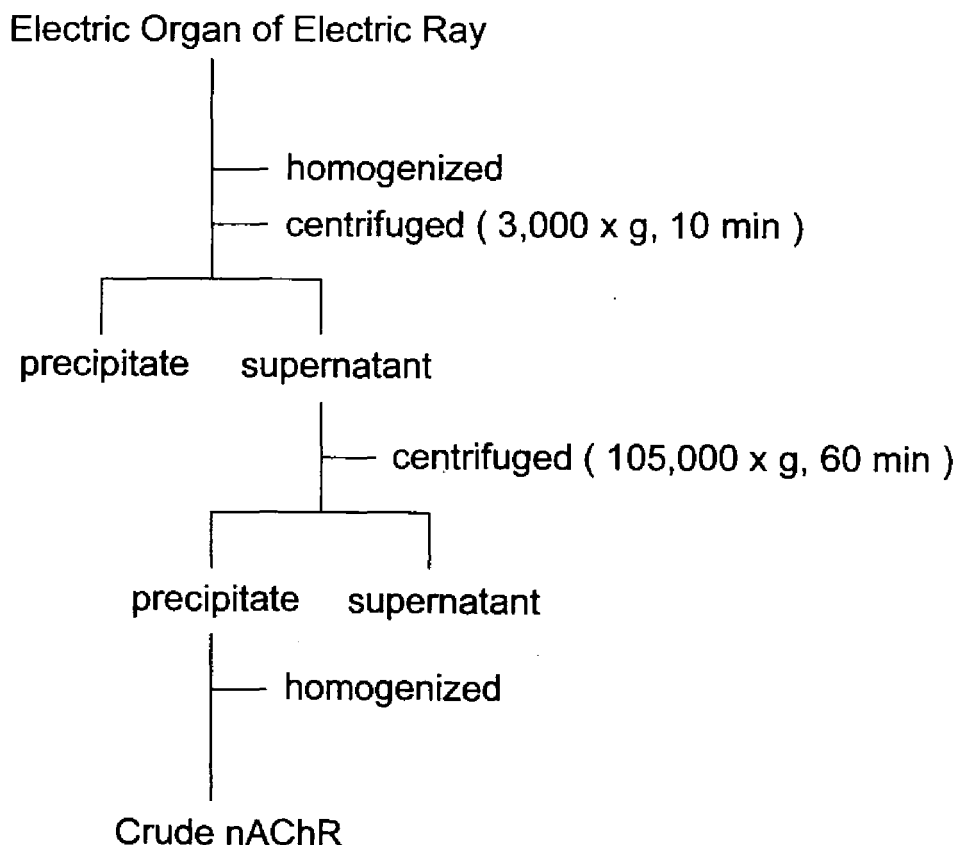 Electric Organ of Electric Ray
homogenized
centrifuged ( 3,000 x g, 10 min )
precipitate supernatant
centrifuged ( 105,000 x g, 60 min )
precipitate supernatant
homogenized
Crude nAChR